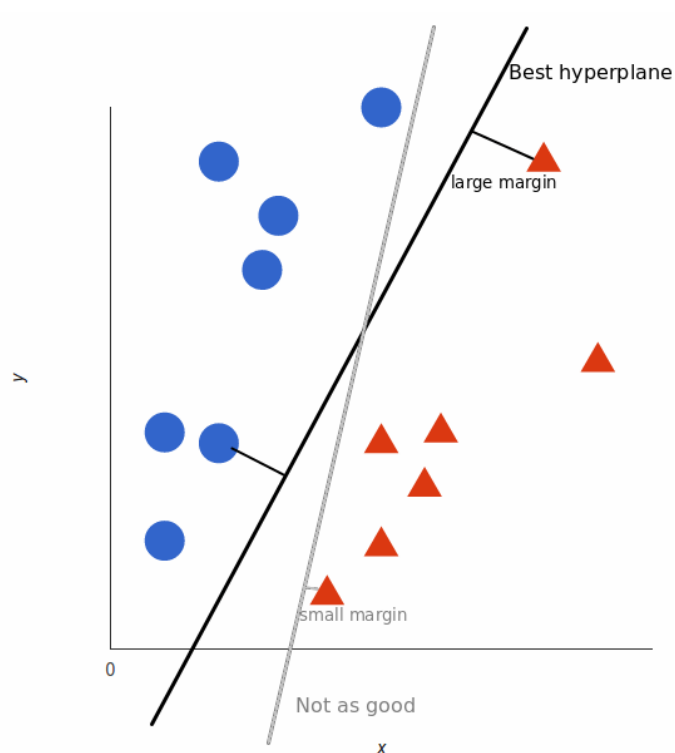 Best hyperplane
large margin
y
small margin
0
Not as good
x